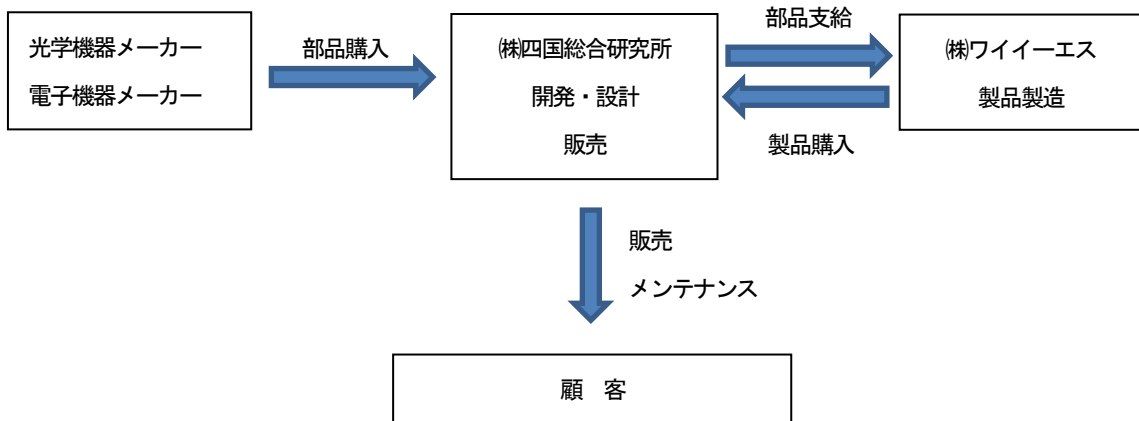 光学機器メーカー
電子機器メーカー
部品購入
㈱四国総合研究所
開発・設計
販売
部品支給
製品購入
㈱ワイイーエス
製品製造
販売
メンテナンス
顧　客